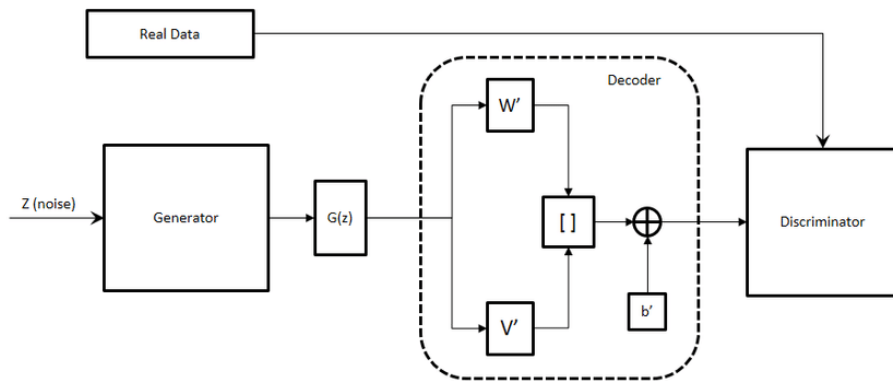 Real Data
Decoder
W'
Z (noise)
Generator
G(z)
[ ]
Discriminator
V'
b'